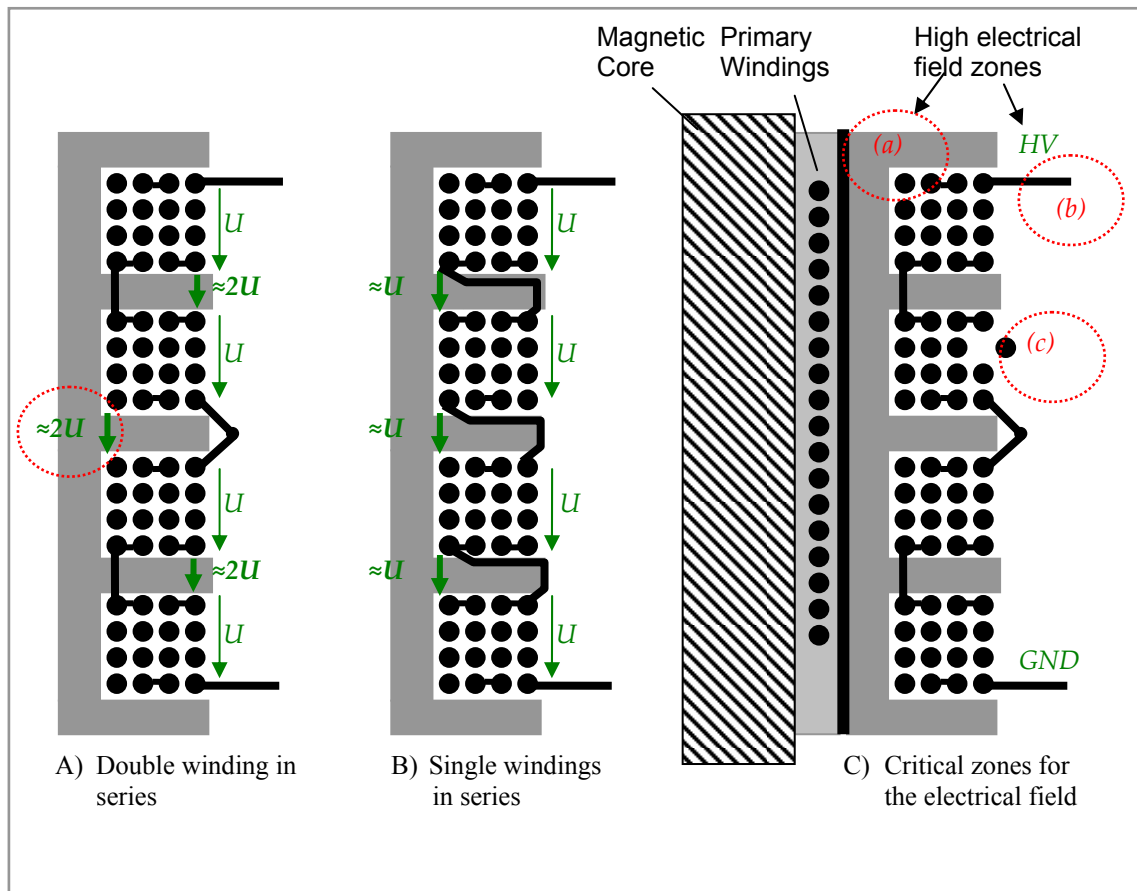 Magnetic
Core
Primary
Windings
High electrical
field zones
U
≈2U
U
≈2U
U
≈2U
U
A) Double winding in
series
U
≈U
U
≈U
U
≈U
U
B) Single windings
in series
(a)
HV
(b)
(c)
GND
C) Critical zones for
the electrical field